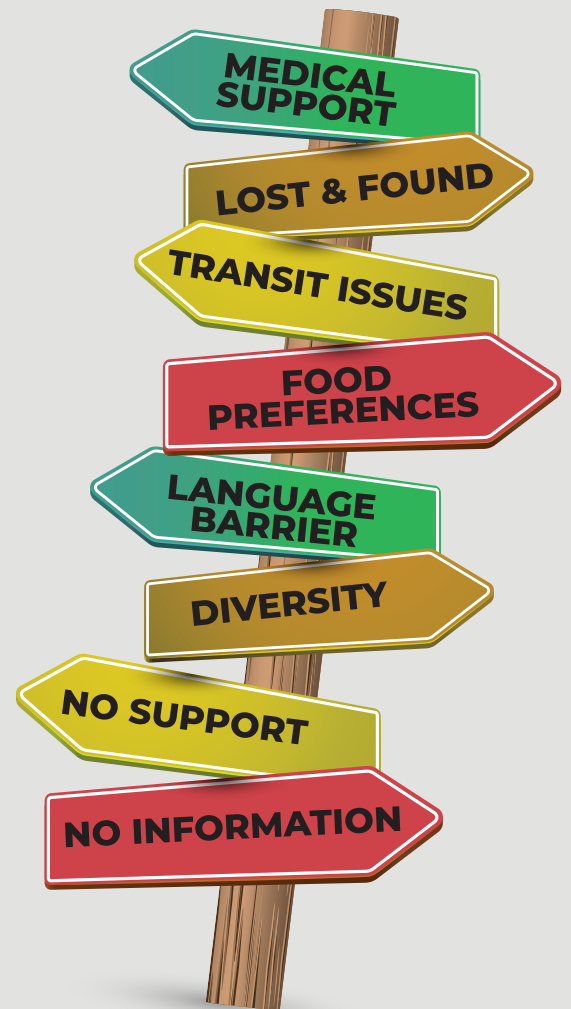 MEDICAL
SUPPORT
LOST & FOUND
TRANSIT ISSUES
FOOD
PREFERENCES
LANGUAGE
BARRIER
DIVERSITY
NO SUPPORT
NO INFORMATION